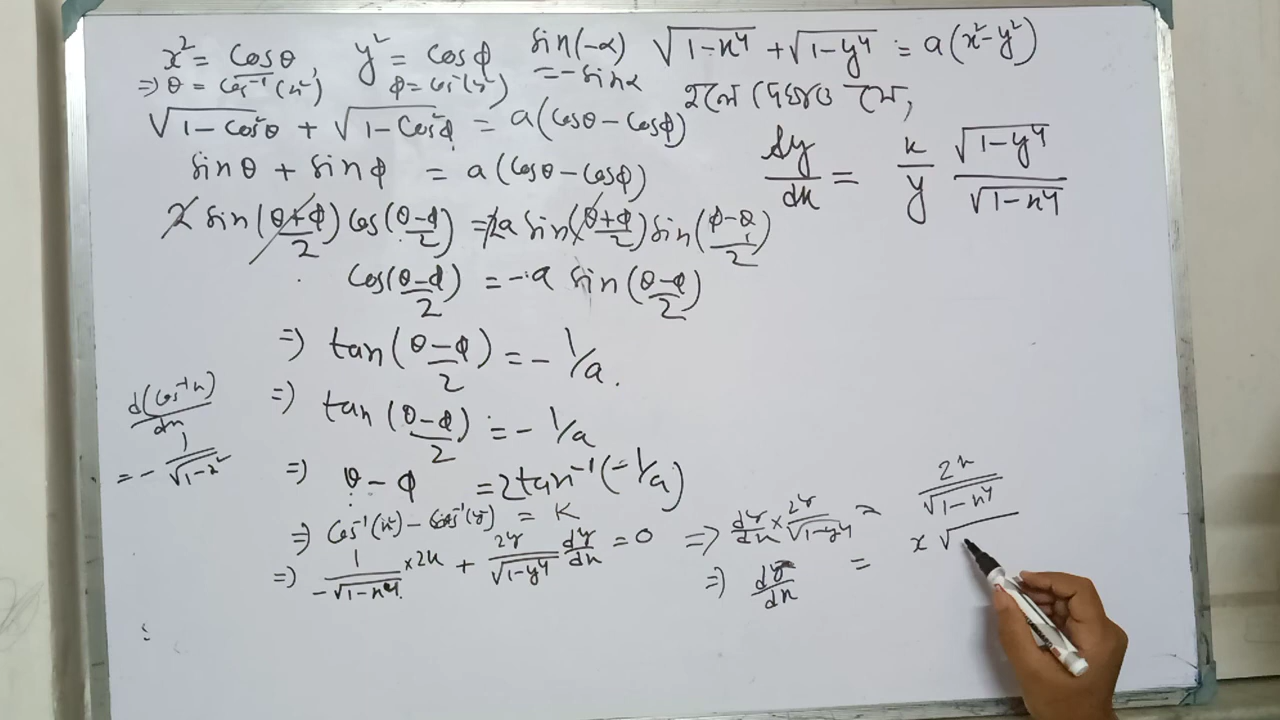 x² = Cosθ, y² = Cosϕ sin(-α) √(1-x⁴) + √(1-y⁴) = a(x²-y²)
⇒ θ = Cos⁻¹(x²) ϕ = Cos⁻¹(x²) = -sinα হলে দেখাও যে,
√(1-Cos²θ) + √(1-Cos²ϕ) = a(Cosθ-Cosϕ)
sinθ + sinϕ = a(Cosθ-Cosϕ)
dy/dx = x/y √(1-y⁴)/√(1-x⁴)
2 sin(θ+ϕ/2) Cos(θ-ϕ/2) = 2a sin(θ+ϕ/2) sin(ϕ-θ/2)
Cos(θ-ϕ/2) = -a sin(θ-ϕ/2)
⇒ tan(θ-ϕ/2) = -1/a.
⇒ tan(θ-ϕ/2) = -1/a
d(Cos⁻¹x)/dx
= -1/√(1-x²)
⇒ θ-ϕ = 2tan⁻¹(-1/a)
⇒ Cos⁻¹(x²) - Cos⁻¹(y²) = K
⇒ 1/-√(1-x⁴) × 2x + 2y/√(1-y⁴) dy/dx = 0
⇒ dy/dx × 2y/√(1-y⁴) = 2x/√(1-x⁴)
⇒ dy/dx = x√